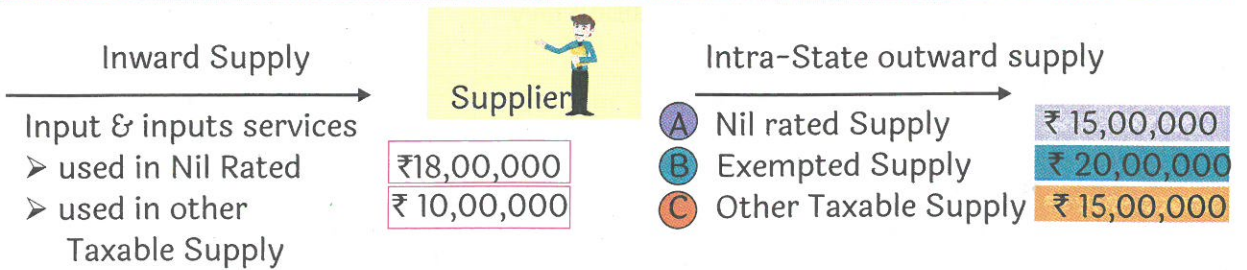 Inward Supply
Supplier
Intra-State outward supply
Input & inputs services
➢ used in Nil Rated ₹18,00,000
➢ used in other ₹ 10,00,000
Taxable Supply
A Nil rated Supply ₹ 15,00,000
B Exempted Supply ₹ 20,00,000
C Other Taxable Supply ₹ 15,00,000